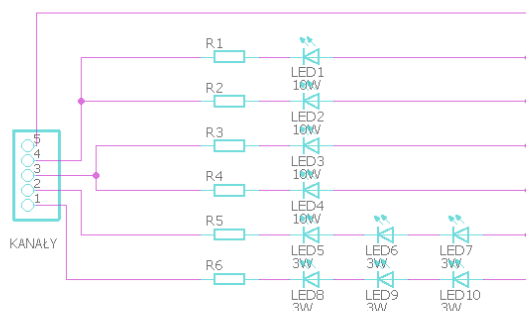 R1
LED1
10W
R2
LED2
10W
R3
LED3
10W
R4
LED4
10W
R5
LED5
3W
LED6
3W
LED7
3W
R6
LED8
3W
LED9
3W
LED10
3W
5
4
3
2
1
KANAŁY